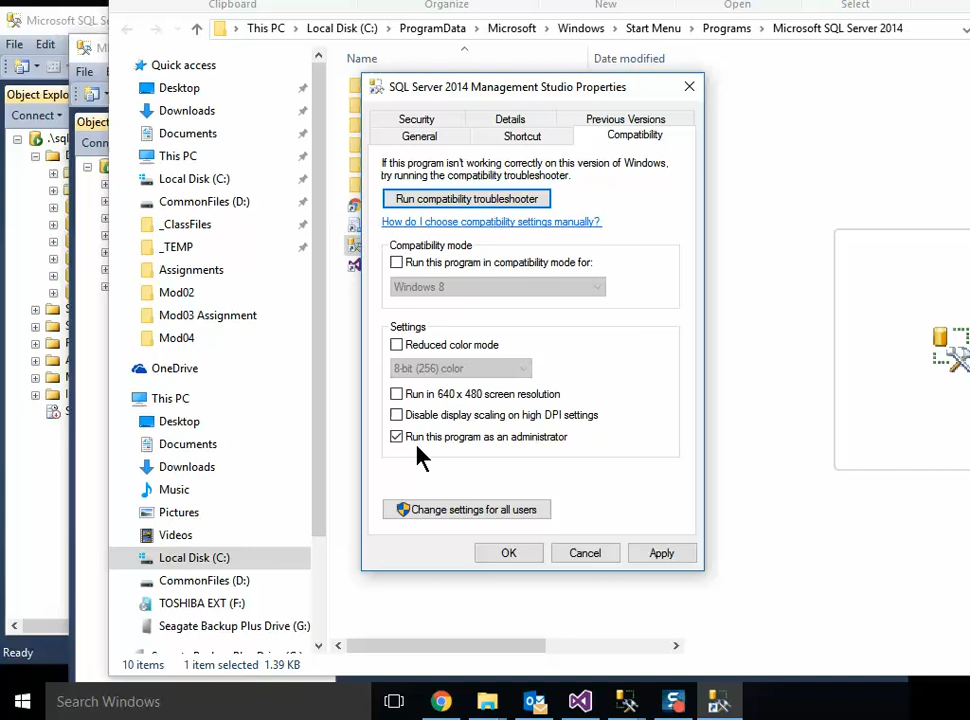 Clipboard
Organize
New
Open
Select
This PC
Local Disk (C:)
ProgramData
Microsoft
Windows
Start Menu
Programs
Microsoft SQL Server 2014
Microsoft SQL S
File Edit
Object Explo
Connect
.\sql
File
Object
Conn
Ready
Quick access
Desktop
Downloads
Documents
This PC
Local Disk (C:)
CommonFiles (D:)
_ClassFiles
_TEMP
Assignments
Mod02
Mod03 Assignment
Mod04
OneDrive
This PC
Desktop
Documents
Downloads
Music
Pictures
Videos
Local Disk (C:)
CommonFiles (D:)
TOSHIBA EXT (F:)
Seagate Backup Plus Drive (G:)
10 items 1 item selected 1.39 KB
Name
Date modified
SQL Server 2014 Management Studio Properties
Security
Details
Previous Versions
General
Shortcut
Compatibility
If this program isn't working correctly on this version of Windows,
try running the compatibility troubleshooter.
Run compatibility troubleshooter
How do I choose compatibility settings manually?
Compatibility mode
Run this program in compatibility mode for:
Windows 8
Settings
Reduced color mode
8-bit (256) color
Run in 640 x 480 screen resolution
Disable display scaling on high DPI settings
Run this program as an administrator
Change settings for all users
OK
Cancel
Apply
Search Windows